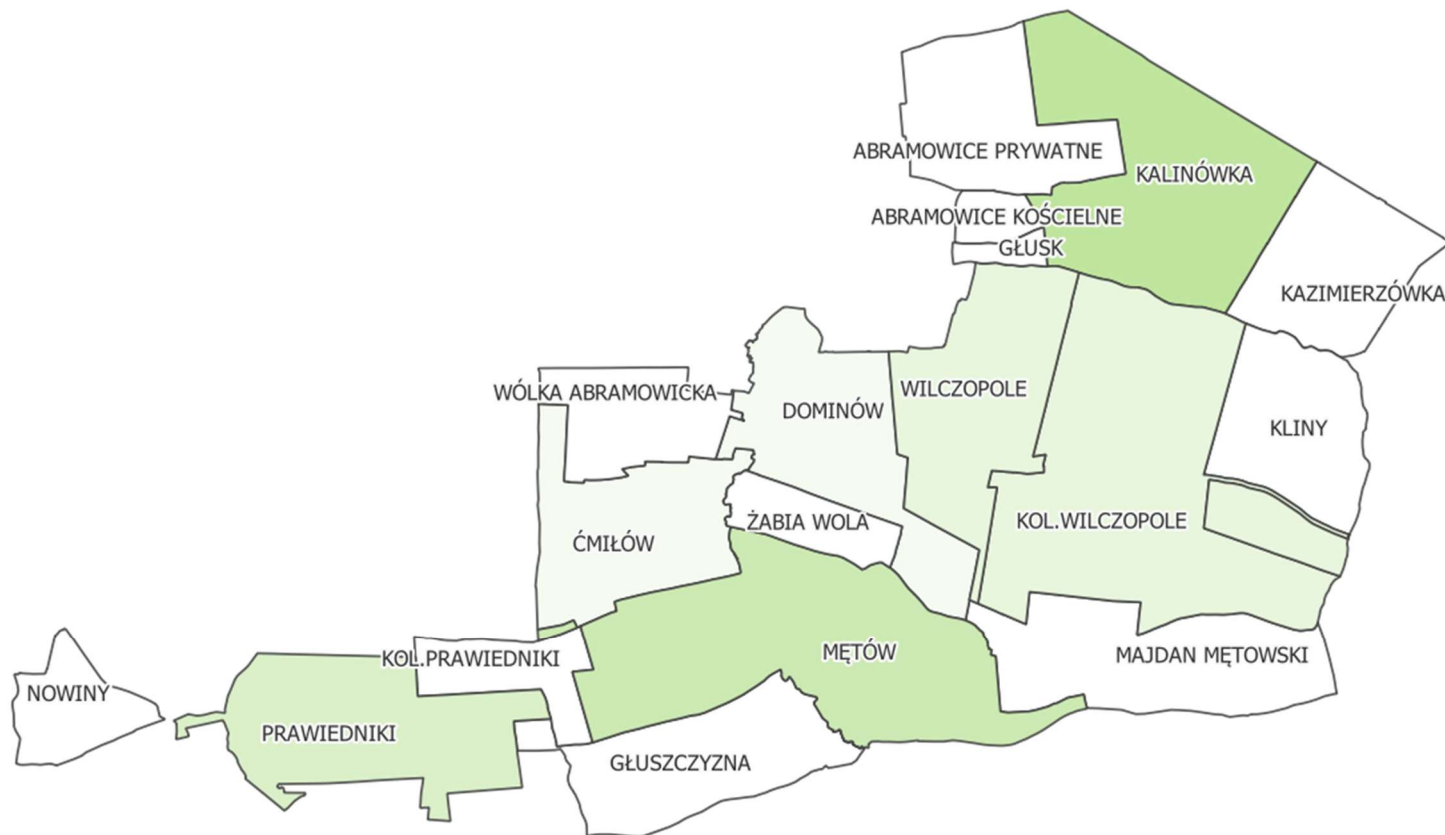 ABRAMOWICE PRYWATNE
KALINÓWKA
ABRAMOWICE KOŚCIELNE
GŁUSK
KAZIMIERZÓWKA
WÓLKA ABRAMOWICKA
WILCZOPOLE
DOMINÓW
KLINY
ŻABIA WOLA
KOL.WILCZOPOLE
ĆMIŁÓW
MĘTÓW
MAJDAN MĘTOWSKI
KOL.PRAWIEDNIKI
NOWINY
PRAWIEDNIKI
GŁUSZCZYZNA